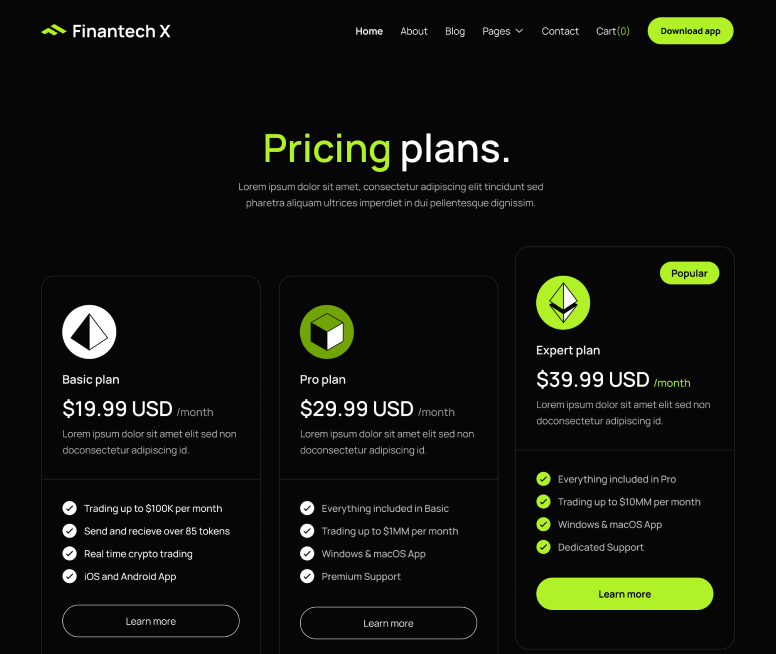 Finantech X
Home About Blog Pages Contact Cart(0) Download app
Pricing plans.
Lorem ipsum dolor sit amet, consectetur adipiscing elit tincidunt sed
pharetra aliquam ultrices imperdiet in dui pellentesque dignissim.
Basic plan
$19.99 USD /month
Lorem ipsum dolor sit amet elit sed non
doconsectetur adipiscing id.
Trading up to $100K per month
Send and recieve over 85 tokens
Real time crypto trading
iOS and Android App
Learn more
Pro plan
$29.99 USD /month
Lorem ipsum dolor sit amet elit sed non
doconsectetur adipiscing id.
Everything included in Basic
Trading up to $1MM per month
Windows & macOS App
Premium Support
Learn more
Popular
Expert plan
$39.99 USD /month
Lorem ipsum dolor sit amet elit sed non
doconsectetur adipiscing id.
Everything included in Pro
Trading up to $10MM per month
Windows & macOS App
Dedicated Support
Learn more